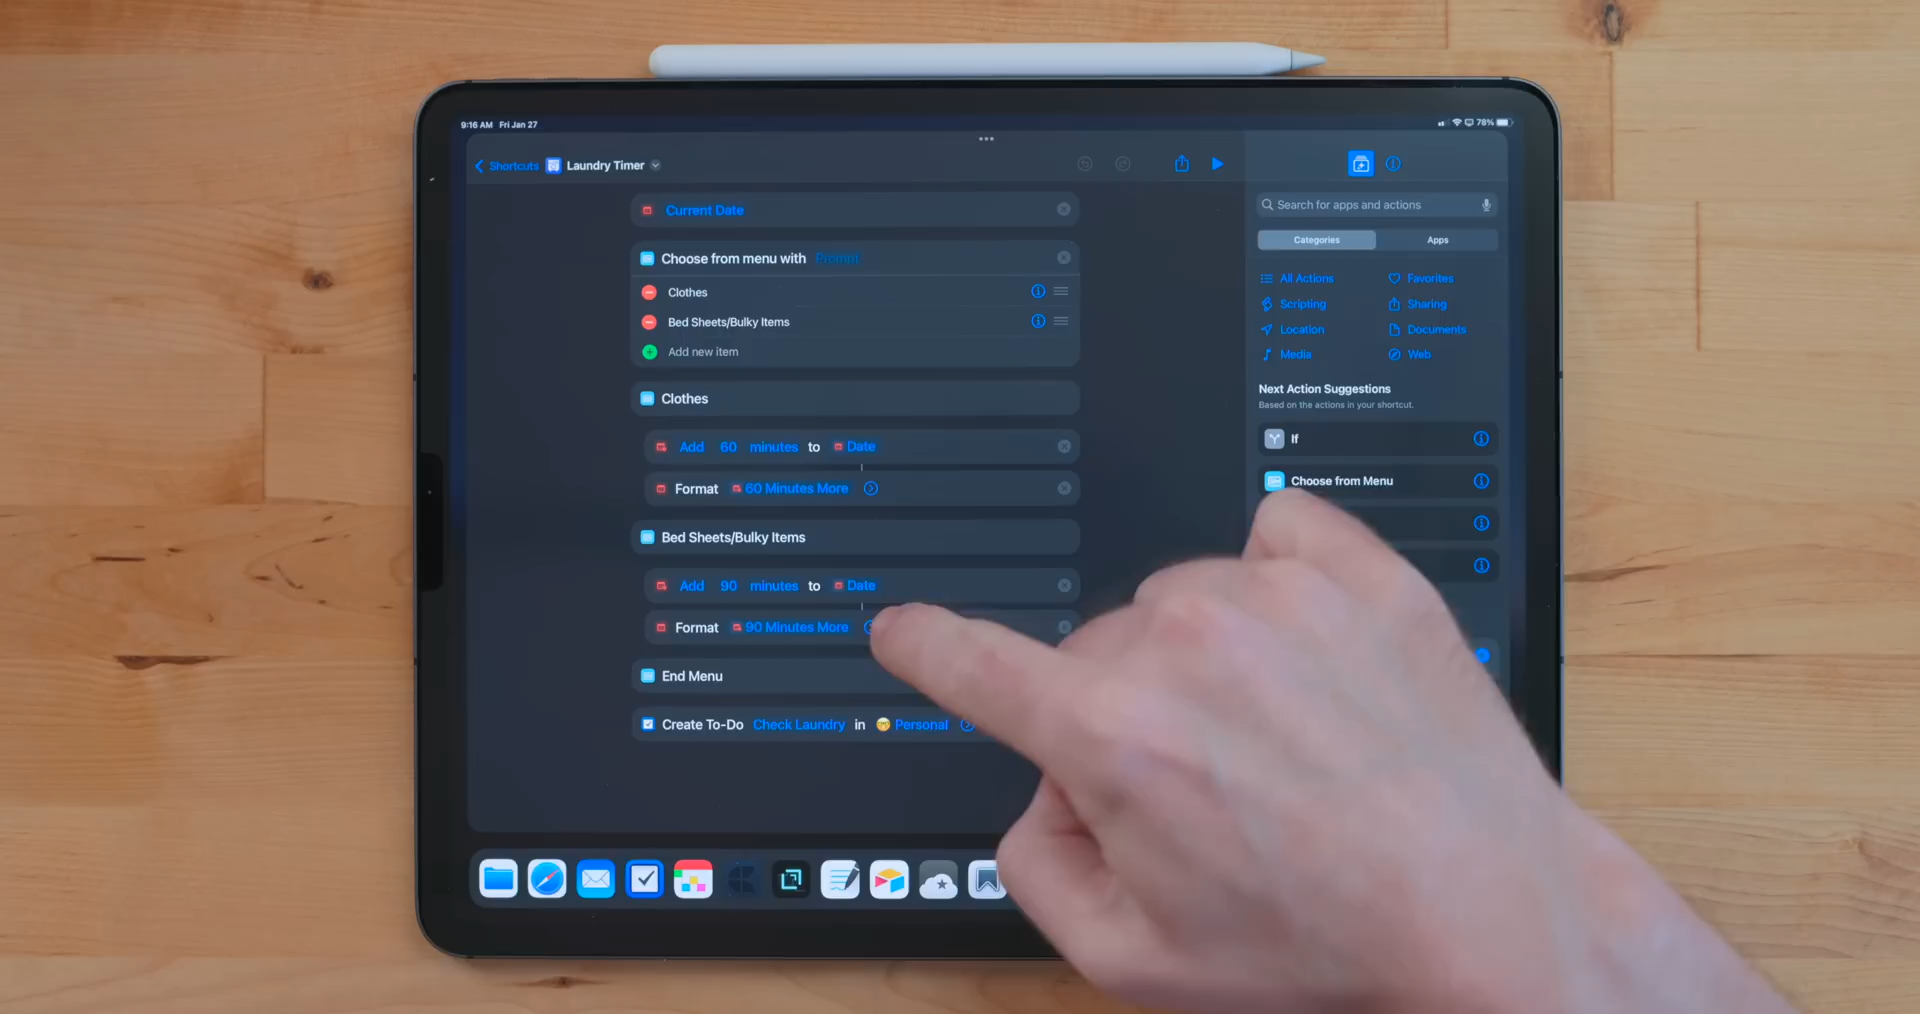 9:16 AM Fri Jan 27
78%
Shortcuts Laundry Timer
Current Date
Choose from menu with Prompt
Clothes
Bed Sheets/Bulky Items
Add new item
Clothes
Add 60 minutes to Date
Format 60 Minutes More
Bed Sheets/Bulky Items
Add 90 minutes to Date
Format 90 Minutes More
End Menu
Create To-Do Check Laundry in Personal
Search for apps and actions
Categories Apps
All Actions Favorites
Scripting Sharing
Location Documents
Media Web
Next Action Suggestions
Based on the actions in your shortcut.
If
Choose from Menu